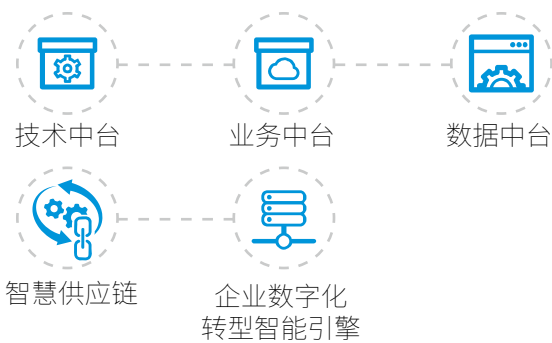 技术中台
业务中台
数据中台
智慧供应链
企业数字化
转型智能引擎